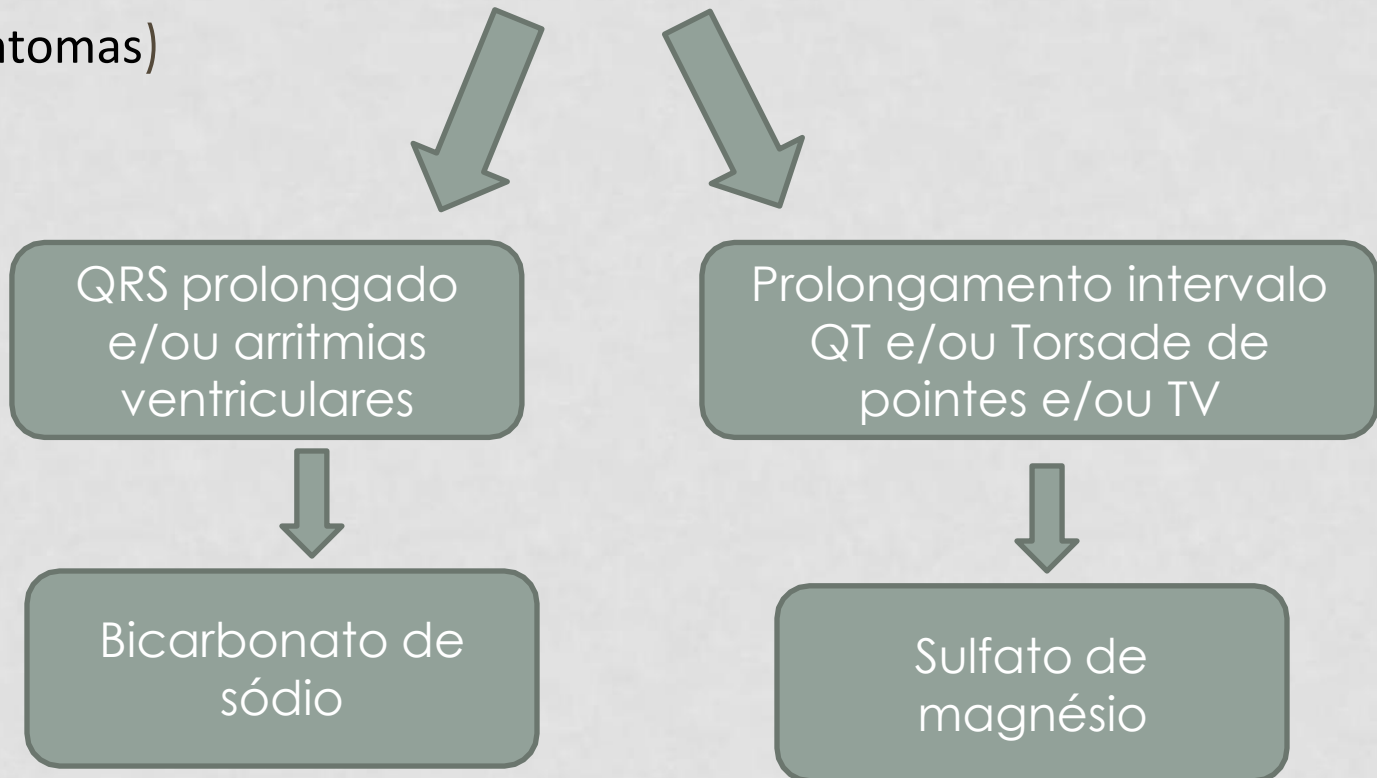 ntomas)
QRS prolongado
e/ou arritmias
ventriculares
Prolongamento intervalo
QT e/ou Torsade de
pointes e/ou TV
Bicarbonato de
sódio
Sulfato de
magnésio